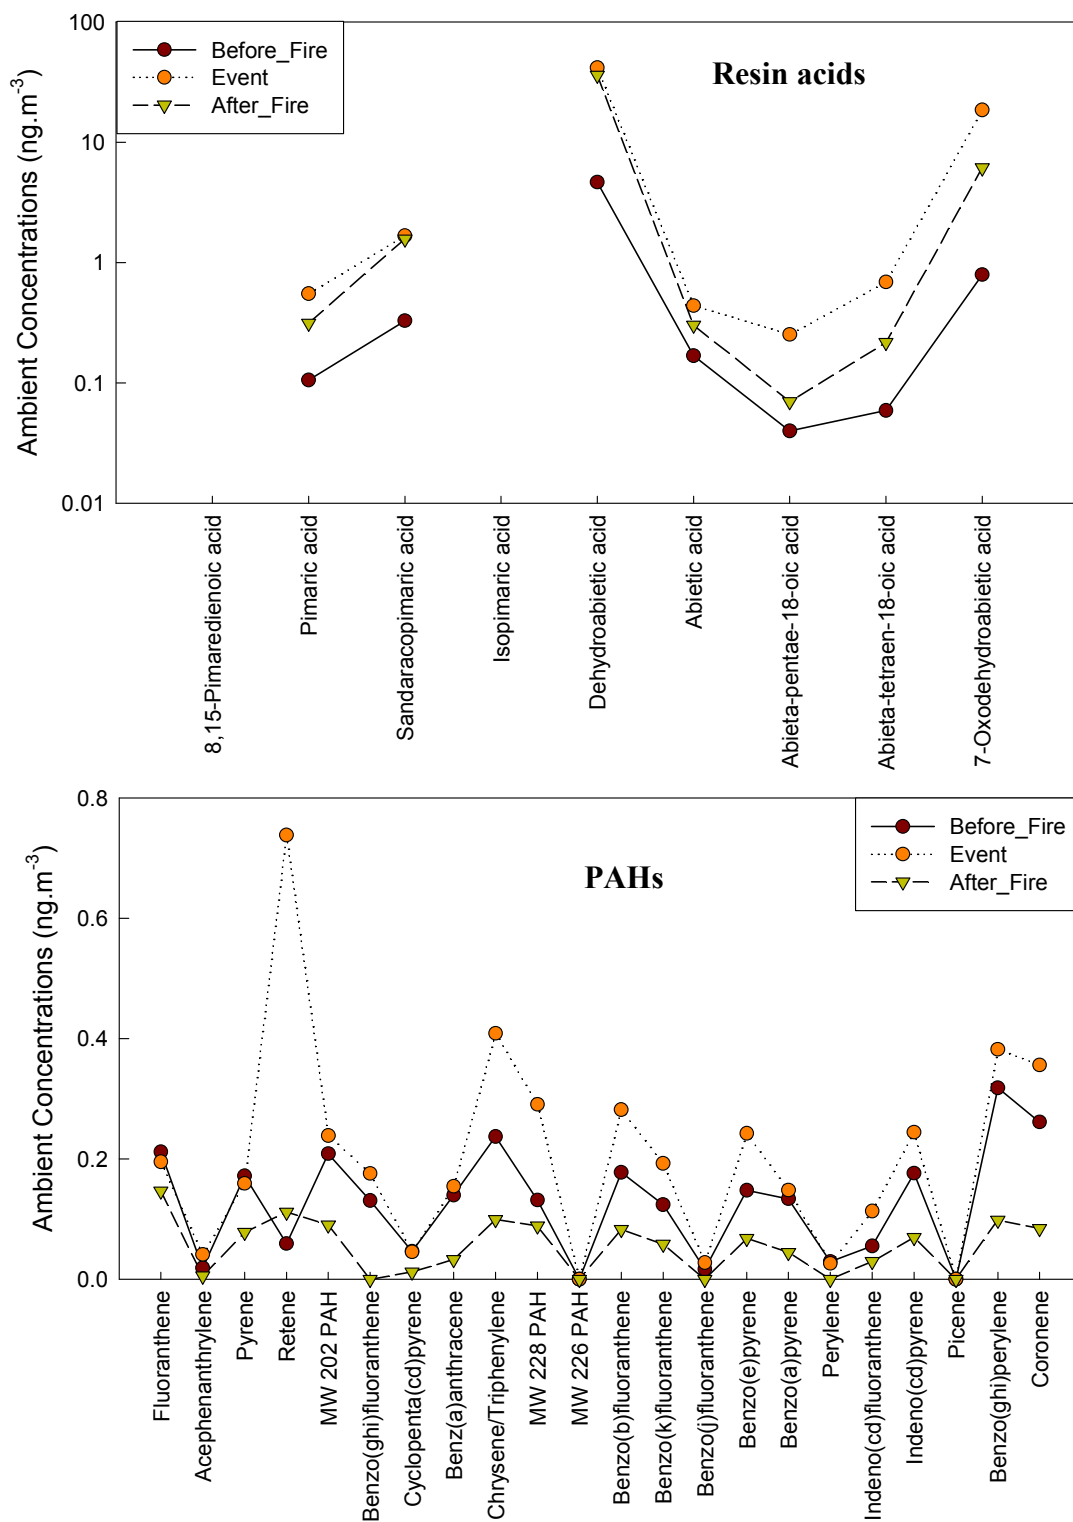 100
10
1
0.1
0.01
Ambient Concentrations (ng.m-3)
Before_Fire
Event
After_Fire
Resin acids
8,15-Pimaredienoic acid
Pimaric acid
Sandaracopimaric acid
Isopimaric acid
Dehydroabietic acid
Abietic acid
Abieta-pentae-18-oic acid
Abieta-tetraen-18-oic acid
7-Oxodehydroabietic acid
0.8
0.6
0.4
0.2
0.0
Ambient Concentrations (ng.m-3)
Before_Fire
Event
After_Fire
PAHs
Fluoranthene
Acephenanthrylene
Pyrene
Retene
MW 202 PAH
Benzo(ghi)fluoranthene
Cyclopenta(cd)pyrene
Benz(a)anthracene
Chrysene/Triphenylene
MW 228 PAH
MW 226 PAH
Benzo(b)fluoranthene
Benzo(k)fluoranthene
Benzo(j)fluoranthene
Benzo(e)pyrene
Benzo(a)pyrene
Perylene
Indeno(cd)fluoranthene
Indeno(cd)pyrene
Picene
Benzo(ghi)perylene
Coronene